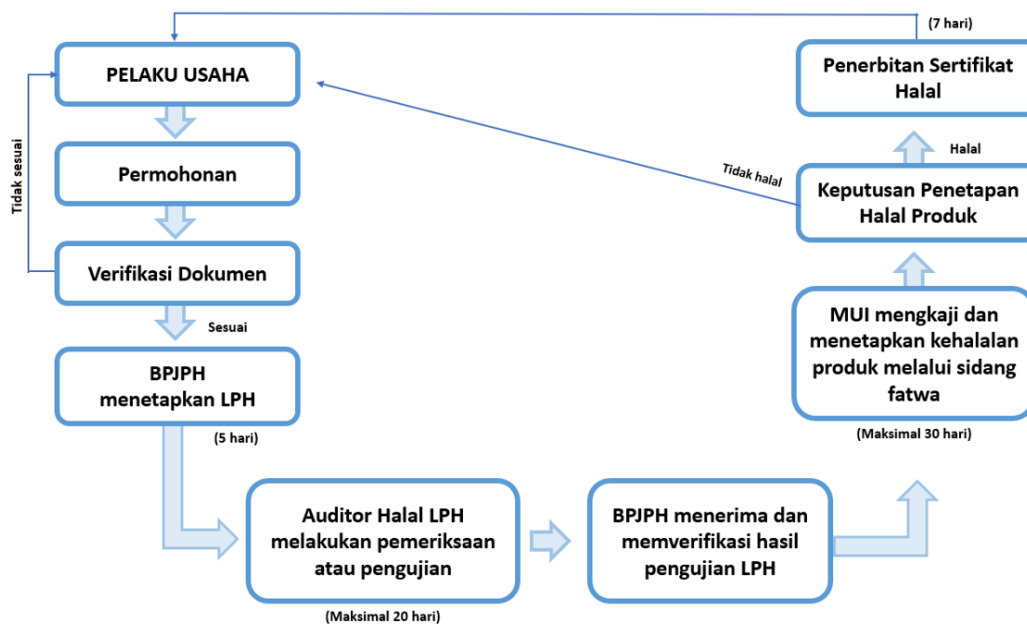 PELAKU USAHA
Permohonan
Verifikasi Dokumen
Tidak sesuai
Sesuai
BPJPH
menetapkan LPH
(5 hari)
Auditor Halal LPH
melakukan pemeriksaan
atau pengujian
(Maksimal 20 hari)
BPJPH menerima dan
memverifikasi hasil
pengujian LPH
MUI mengkaji dan
menetapkan kehalalan
produk melalui sidang
fatwa
(Maksimal 30 hari)
Keputusan Penetapan
Halal Produk
Tidak halal
Halal
Penerbitan Sertifikat
Halal
(7 hari)